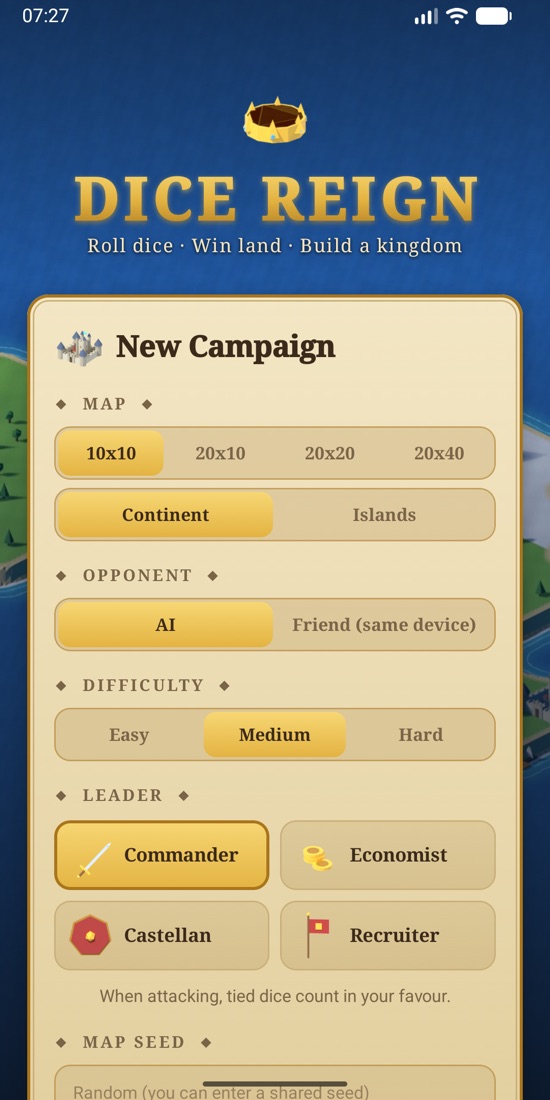 07:27
DICE REIGN
Roll dice · Win land · Build a kingdom
New Campaign
MAP
10x10 20x10 20x20 20x40
Continent Islands
OPPONENT
AI Friend (same device)
DIFFICULTY
Easy Medium Hard
LEADER
Commander Economist
Castellan Recruiter
When attacking, tied dice count in your favour.
MAP SEED
Random (you can enter a shared seed)